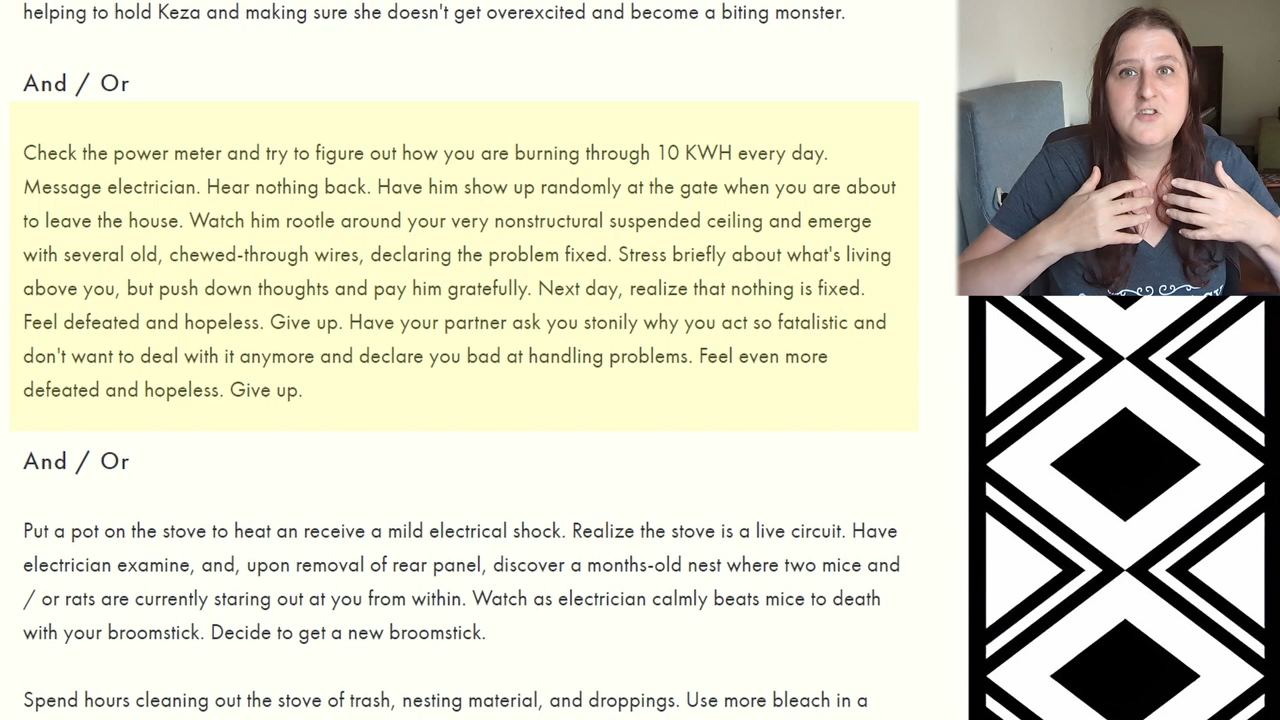 helping to hold Keza and making sure she doesn't get overexcited and become a biting monster.
And / Or
Check the power meter and try to figure out how you are burning through 10 KWH every day.
Message electrician. Hear nothing back. Have him show up randomly at the gate when you are about
to leave the house. Watch him rootle around your very nonstructural suspended ceiling and emerge
with several old, chewed-through wires, declaring the problem fixed. Stress briefly about what's living
above you, but push down thoughts and pay him gratefully. Next day, realize that nothing is fixed.
Feel defeated and hopeless. Give up. Have your partner ask you stonily why you act so fatalistic and
don't want to deal with it anymore and declare you bad at handling problems. Feel even more
defeated and hopeless. Give up.
And / Or
Put a pot on the stove to heat an receive a mild electrical shock. Realize the stove is a live circuit. Have
electrician examine, and, upon removal of rear panel, discover a months-old nest where two mice and
/ or rats are currently staring out at you from within. Watch as electrician calmly beats mice to death
with your broomstick. Decide to get a new broomstick.
Spend hours cleaning out the stove of trash, nesting material, and droppings. Use more bleach in a